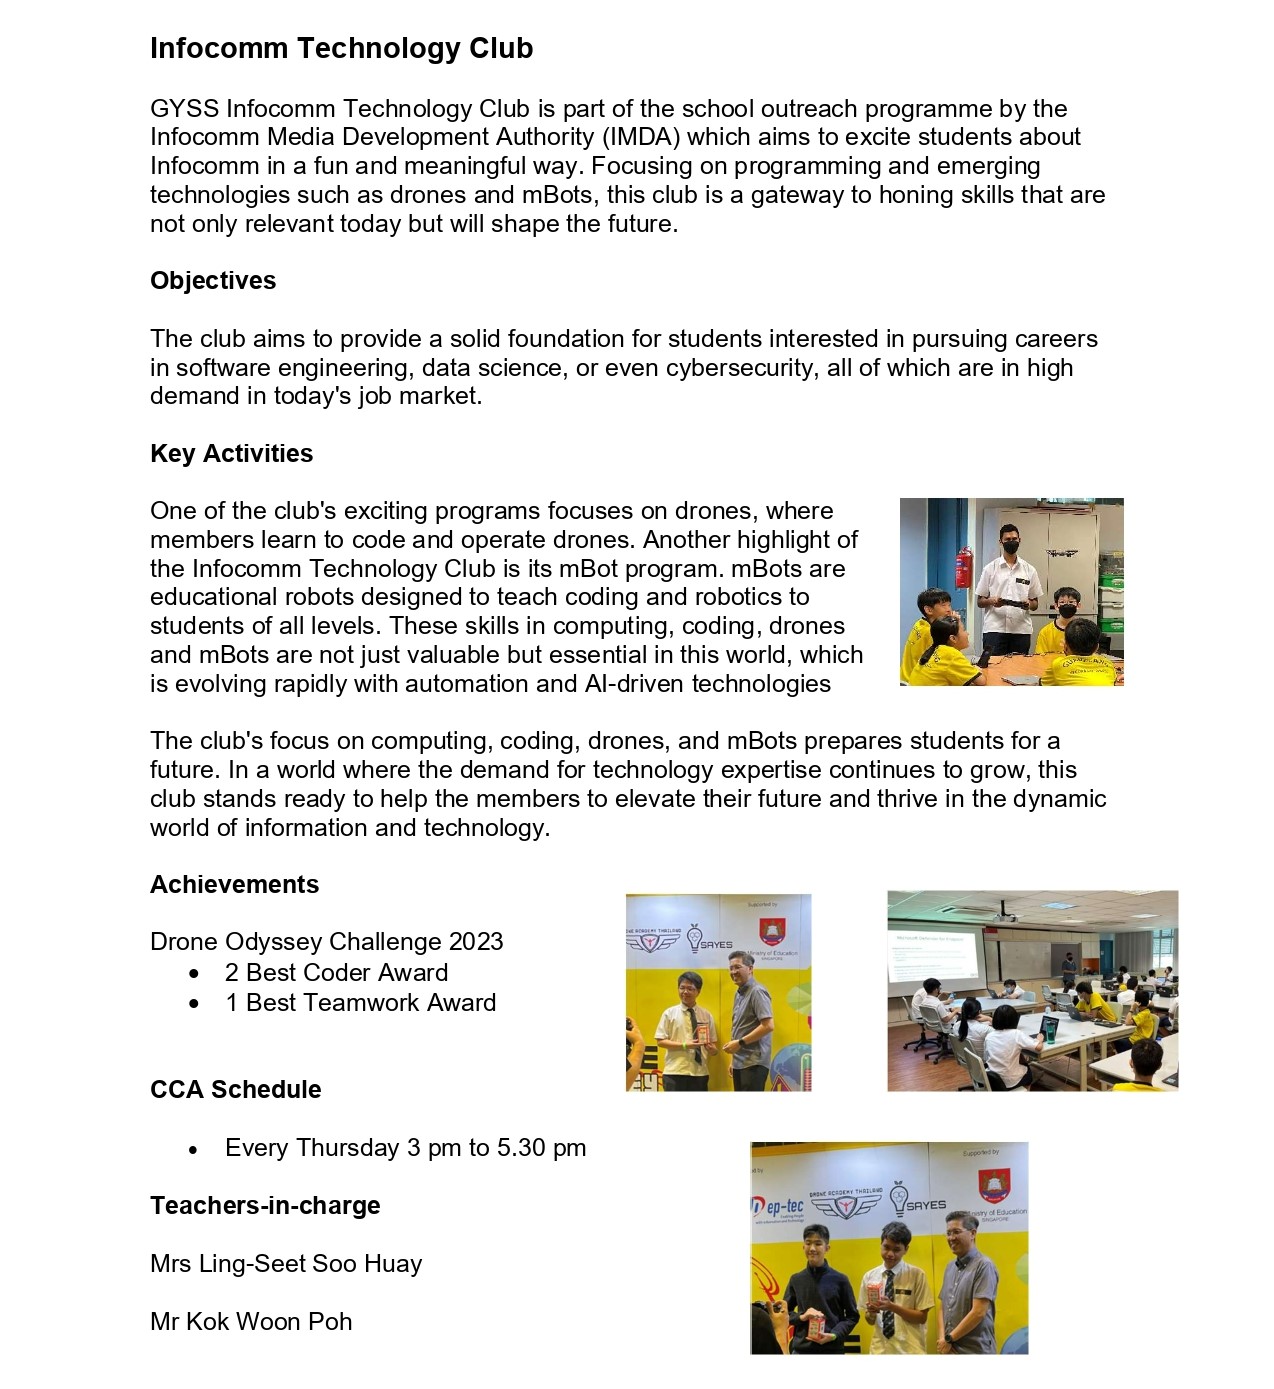 Infocomm Technology Club
GYSS Infocomm Technology Club is part of the school outreach programme by the
Infocomm Media Development Authority (IMDA) which aims to excite students about
Infocomm in a fun and meaningful way. Focusing on programming and emerging
technologies such as drones and mBots, this club is a gateway to honing skills that are
not only relevant today but will shape the future.
Objectives
The club aims to provide a solid foundation for students interested in pursuing careers
in software engineering, data science, or even cybersecurity, all of which are in high
demand in today's job market.
Key Activities
One of the club's exciting programs focuses on drones, where
members learn to code and operate drones. Another highlight of
the Infocomm Technology Club is its mBot program. mBots are
educational robots designed to teach coding and robotics to
students of all levels. These skills in computing, coding, drones
and mBots are not just valuable but essential in this world, which
is evolving rapidly with automation and AI-driven technologies
The club's focus on computing, coding, drones, and mBots prepares students for a
future. In a world where the demand for technology expertise continues to grow, this
club stands ready to help the members to elevate their future and thrive in the dynamic
world of information and technology.
Achievements
Drone Odyssey Challenge 2023
• 2 Best Coder Award
• 1 Best Teamwork Award
Supported by
ACADEMY THAILAND
SAYES
Ministry of Education
SINGAPORE
CCA Schedule
• Every Thursday 3 pm to 5.30 pm
Teachers-in-charge
Mrs Ling-Seet Soo Huay
Mr Kok Woon Poh
Supported by
ep-tec
DRONE ACADEMY THAILAND
SAYES
Ministry of Education
SINGAPORE